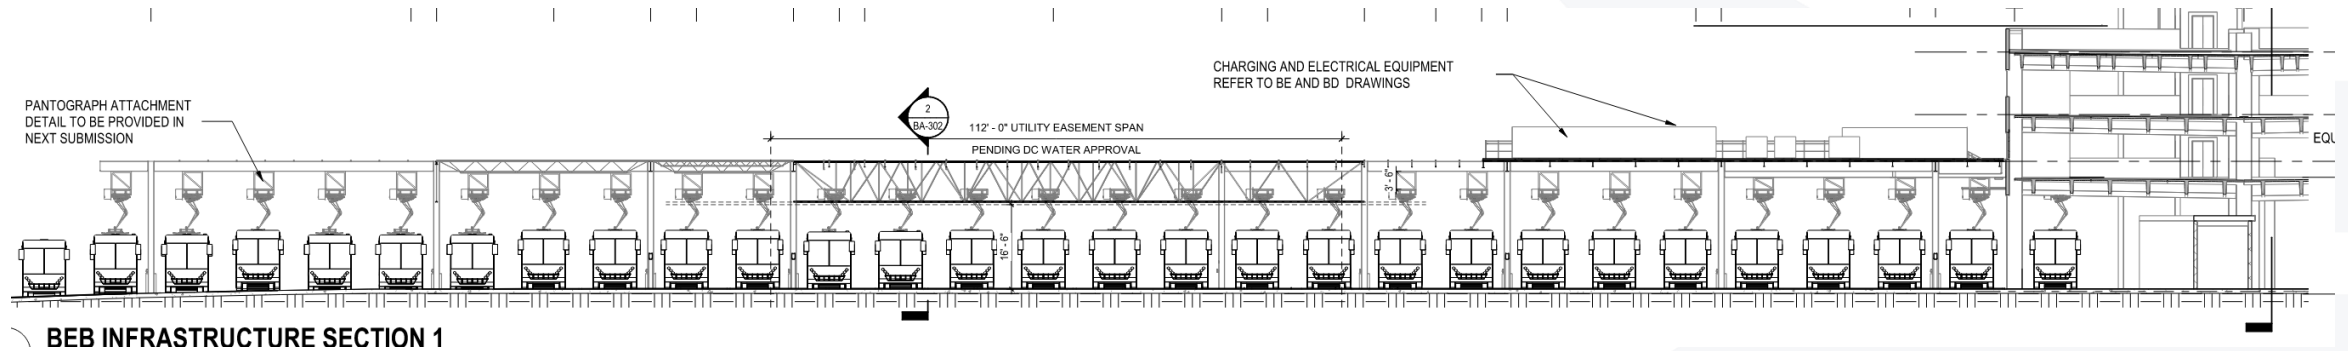 PANTOGRAPH ATTACHMENT
DETAIL TO BE PROVIDED IN
NEXT SUBMISSION
2
BA-302
112' - 0" UTILITY EASEMENT SPAN
PENDING DC WATER APPROVAL
CHARGING AND ELECTRICAL EQUIPMENT
REFER TO BE AND BD DRAWINGS
3' - 6"
16' - 6"
EQU
BEB INFRASTRUCTURE SECTION 1